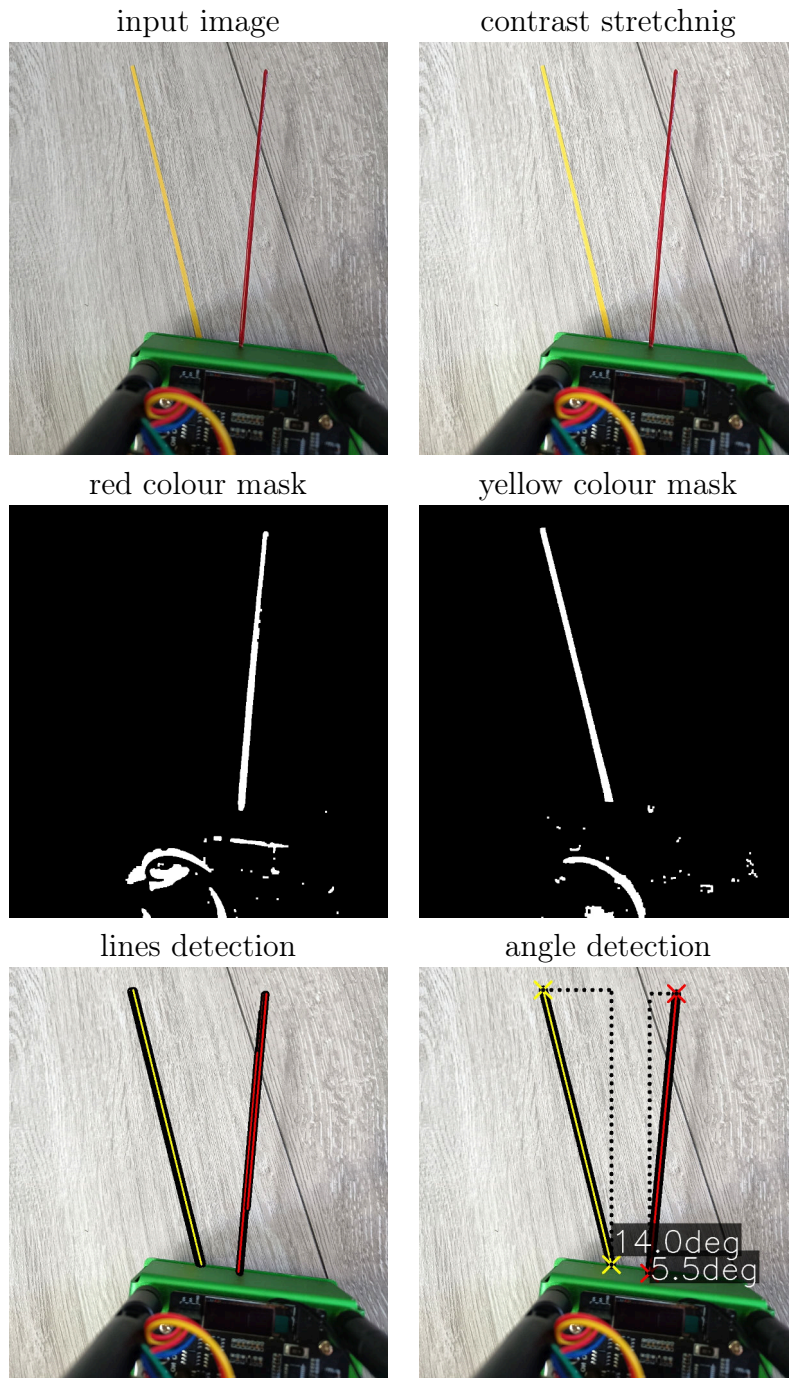 input image
contrast stretchnig
red colour mask
yellow colour mask
lines detection
angle detection
14.0deg
5.5deg